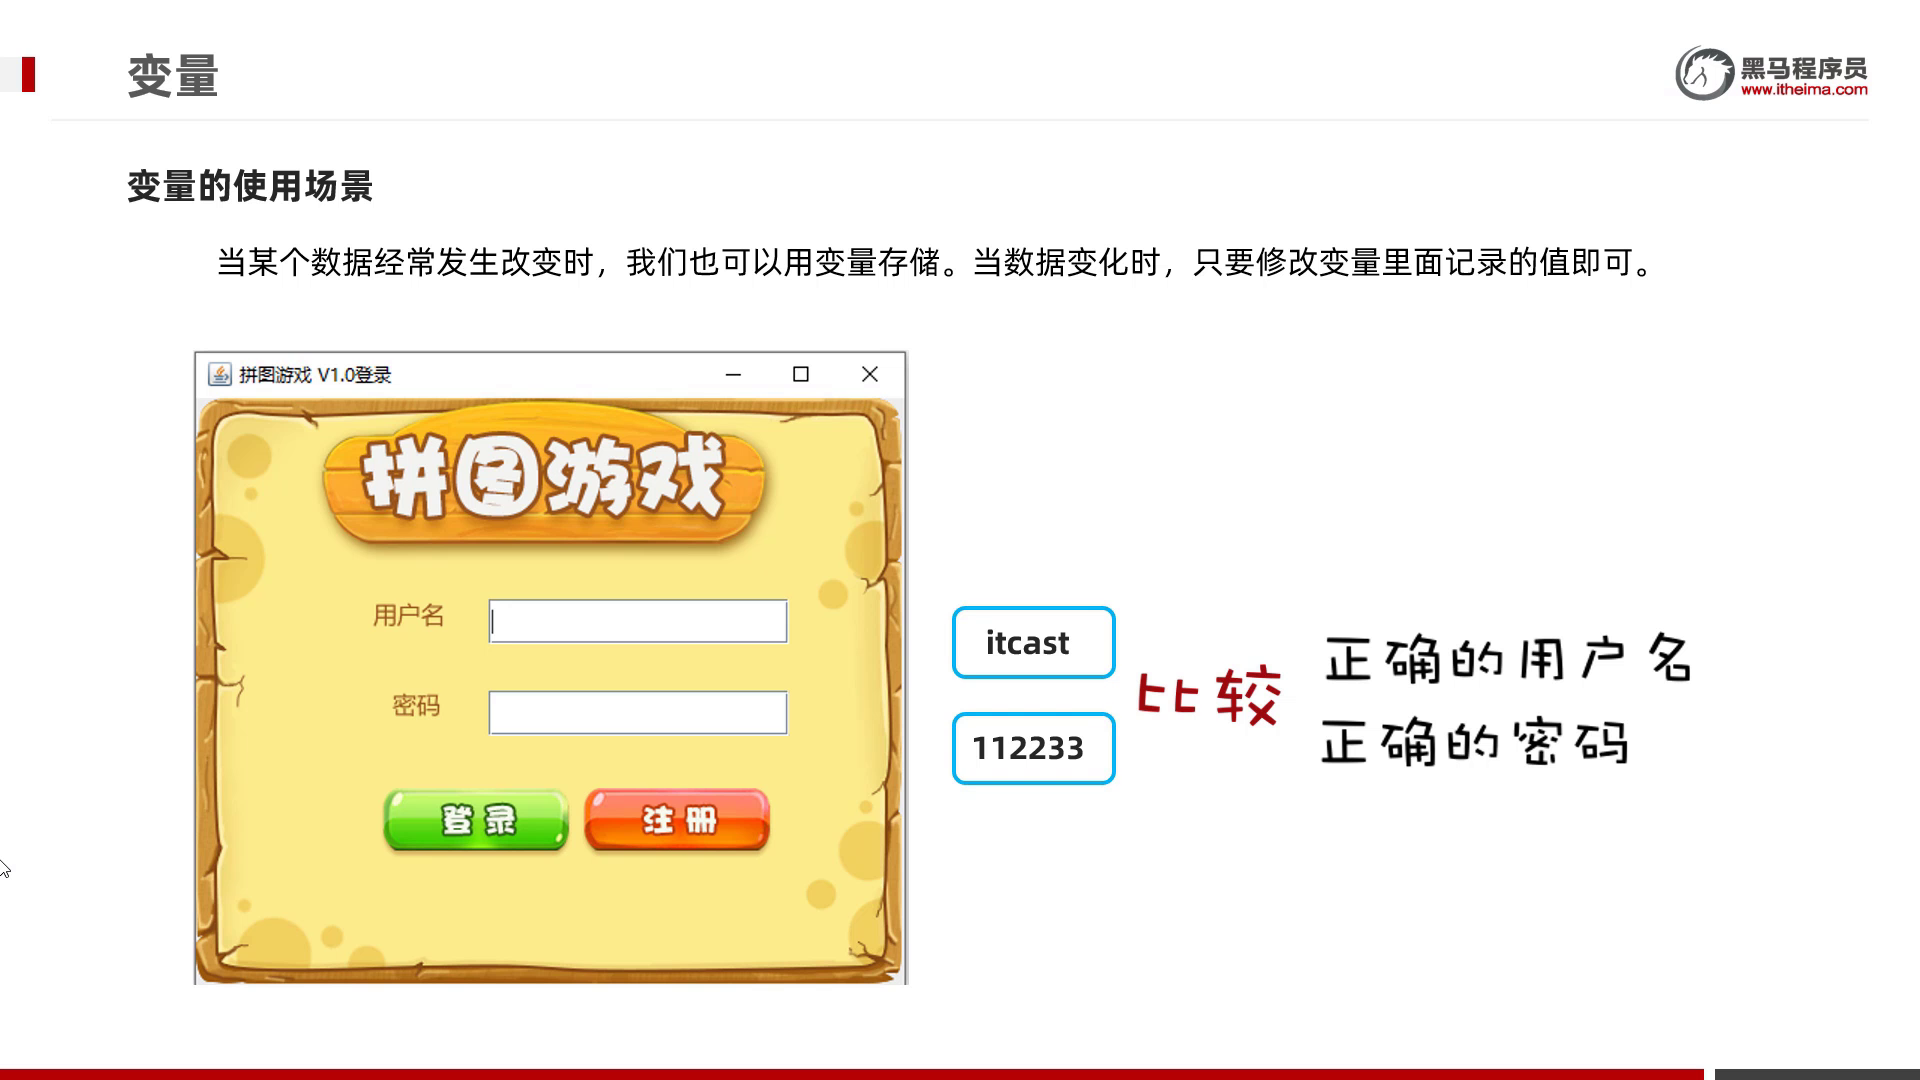 变量
黑马程序员
www.itheima.com
变量的使用场景
当某个数据经常发生改变时，我们也可以用变量存储。当数据变化时，只要修改变量里面记录的值即可。
拼图游戏 V1.0登录
拼图游戏
用户名
密码
登录
注册
itcast
112233
比较
正确的用户名
正确的密码